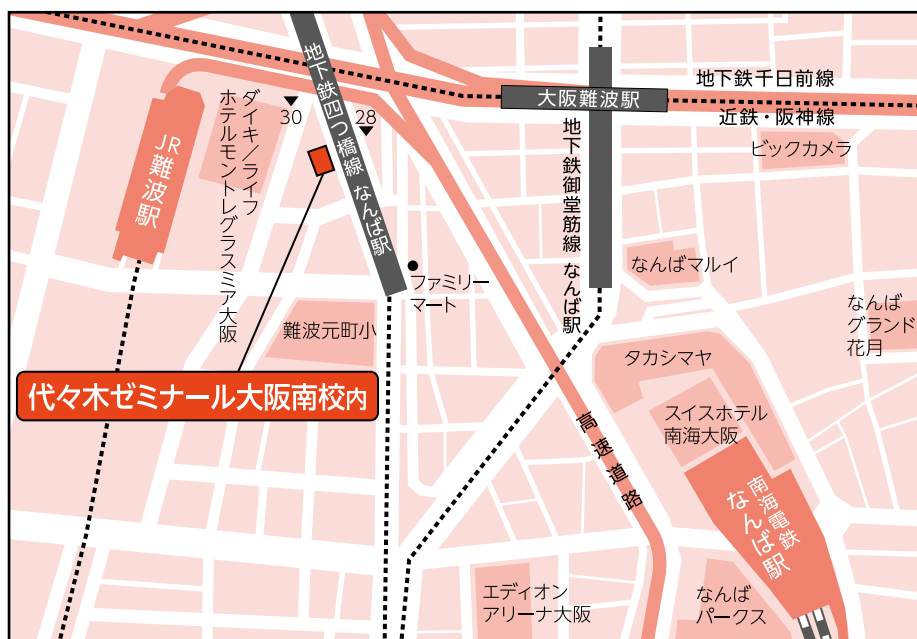 地下鉄千日前線
大阪難波駅
近鉄・阪神線
ビックカメラ
地下鉄四つ橋線 なんば駅
30
28
ダイキ／ライフ
ホテルモントレグラスミア大阪
JR
難波駅
地下鉄御堂筋線 なんば駅
なんばマルイ
ファミリー
マート
なんば
グランド
花月
難波元町小
タカシマヤ
代々木ゼミナール大阪南校内
スイスホテル
南海大阪
高速道路
南海電鉄
なんば駅
エディオン
アリーナ大阪
なんば
パークス